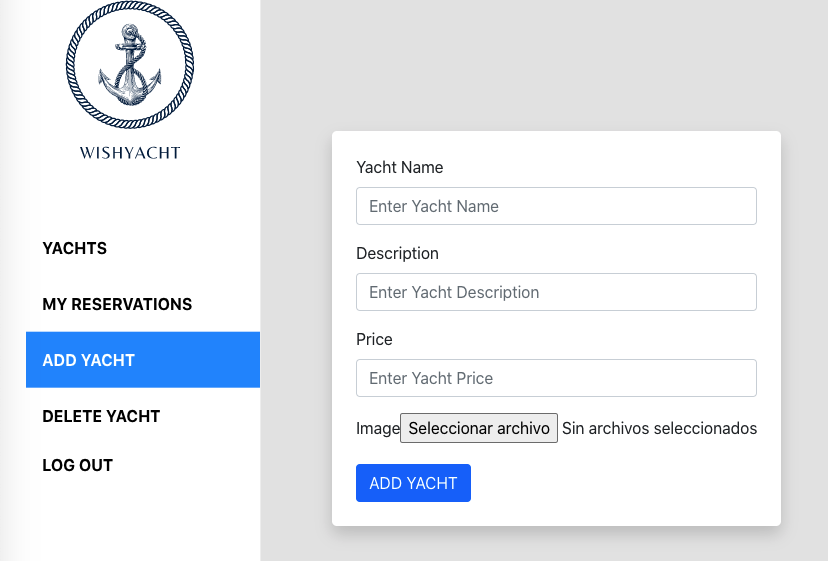 WISHYACHT
YACHTS
MY RESERVATIONS
ADD YACHT
DELETE YACHT
LOG OUT
Yacht Name
Enter Yacht Name
Description
Enter Yacht Description
Price
Enter Yacht Price
Image Seleccionar archivo Sin archivos seleccionados
ADD YACHT